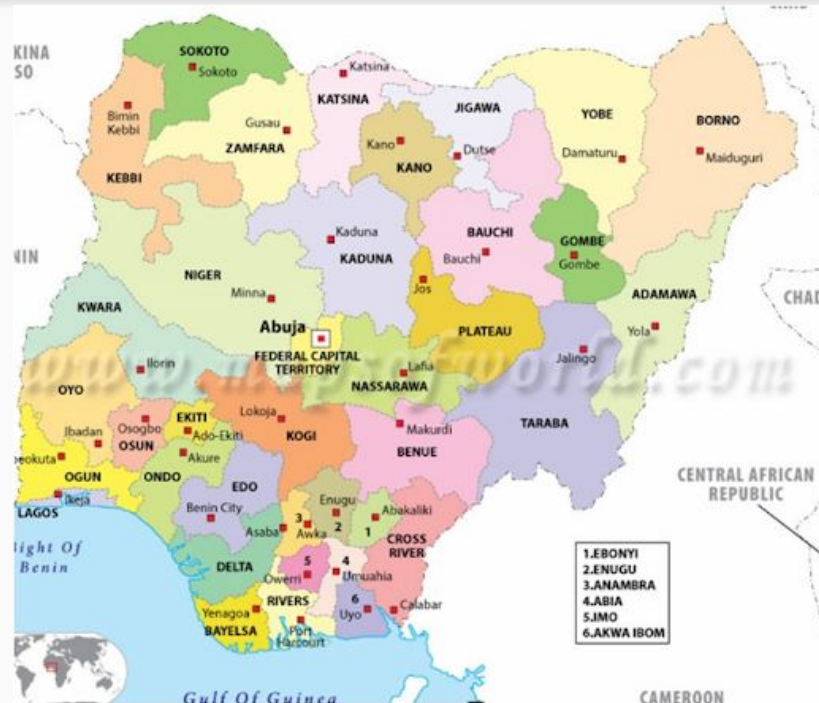 KINA
SO
SOKOTO
Sokoto
Katsina
KATSINA
Bimin
Kebbi
KEBBI
Gusau
ZAMFARA
Kano
KANO
JIGAWA
Dutse
YOBE
Damaturu
BORNO
Maiduguri
NIN
NIGER
Minna
Kaduna
KADUNA
BAUCHI
Bauchi
GOMBE
Gombe
Jos
PLATEAU
ADAMAWA
Yola
CHAD
KWARA
Ilorin
Abuja
FEDERAL CAPITAL
TERRITORY
Lafia
NASSARAWA
Jalingo
TARABA
www.mapsofworld.com
OYO
Ibadan
Osogbo
OSUN
EKITI
Ado-Ekiti
Lokoja
KOGI
Makurdi
BENUE
eokuta
OGUN
Akure
ONDO
EDO
Benin City
Ikeja
LAGOS
Enugu
2
3
Awka
Abakaliki
1
Asaba
CROSS
RIVER
CENTRAL AFRICAN
REPUBLIC
ight Of
Benin
DELTA
5
Owerri
4
Umuahia
RIVERS
6
Uyo
Calabar
Yenagoa
BAYELSA
Port
Harcourt
1.EBONYI
2.ENUGU
3.ANAMBRA
4.ABIA
5.IMO
6.AKWA IBOM
Gulf Of Guinea
CAMEROON